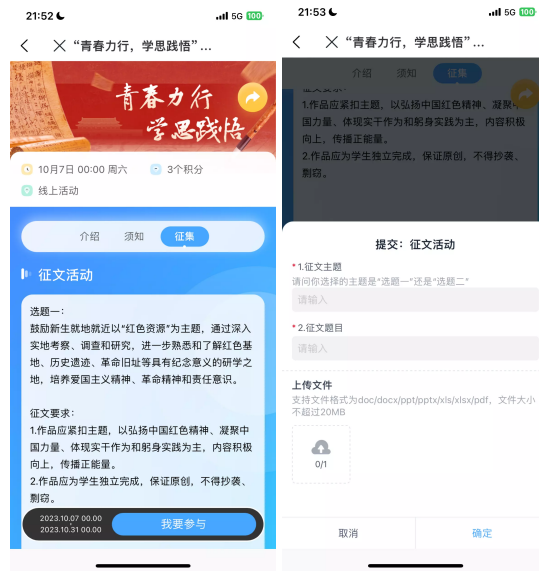 21:52
5G
100
“青春力行，学思践悟”...
青春力行
学思践悟
10月7日 00:00 周六
3个积分
线上活动
介绍
须知
征集
征文活动
选题一：
鼓励新生就地就近以“红色资源”为主题，通过深入
实地考察、调查和研究，进一步熟悉和了解红色基
地、历史遗迹、革命旧址等具有纪念意义的研学之
地，培养爱国主义精神、革命精神和责任意识。
征文要求：
1.作品应紧扣主题，以弘扬中国红色精神、凝聚中
国力量、体现实干作为和躬身实践为主，内容积极
向上，传播正能量。
2.作品应为学生独立完成，保证原创，不得抄袭、
剽窃。
2023.10.07 00.00
2023.10.31 00.00
我要参与
21:53
5G
100
“青春力行，学思践悟”...
介绍
须知
征集
征文要求：
1.作品应紧扣主题，以弘扬中国红色精神、凝聚中
国力量、体现实干作为和躬身实践为主，内容积极
向上，传播正能量。
2.作品应为学生独立完成，保证原创，不得抄袭、
剽窃。
提交：征文活动
*1.征文主题
请问你选择的主题是“选题一”还是“选题二”
请输入
*2.征文题目
请输入
上传文件
支持文件格式为doc/docx/ppt/pptx/xls/xlsx/pdf，文件大小
不超过20MB
0/1
取消
确定